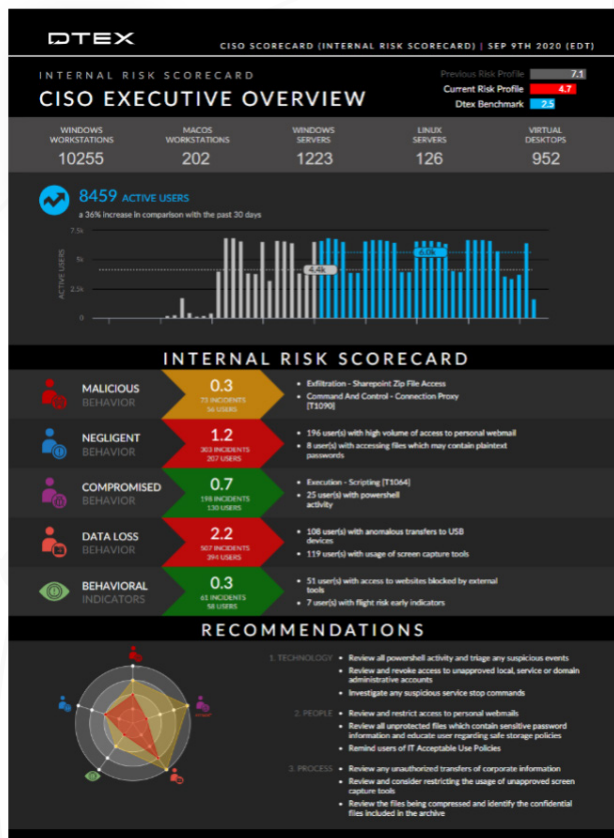 DTEX
CISO SCORECARD (INTERNAL RISK SCORECARD) | SEP 9TH 2020 (EDT)
INTERNAL RISK SCORECARD
CISO EXECUTIVE OVERVIEW
Previous Risk Profile 7.1
Current Risk Profile 4.7
Dtex Benchmark 2.5
WINDOWS
WORKSTATIONS
10255
MACOS
WORKSTATIONS
202
WINDOWS
SERVERS
1223
LINUX
SERVERS
126
VIRTUAL
DESKTOPS
952
8459 ACTIVE USERS
a 36% increase in comparison with the past 30 days
ACTIVE USERS
7.5k
5k
2.5k
0
4.4k
6.0k
INTERNAL RISK SCORECARD
MALICIOUS
BEHAVIOR
0.3
73 INCIDENTS
56 USERS
• Exfiltration - Sharepoint Zip File Access
• Command And Control - Connection Proxy
[T1090]
NEGLIGENT
BEHAVIOR
1.2
303 INCIDENTS
207 USERS
• 196 user(s) with high volume of access to personal webmail
• 8 user(s) with accessing files which may contain plaintext
passwords
COMPROMISED
BEHAVIOR
0.7
198 INCIDENTS
130 USERS
• Execution - Scripting [T1064]
• 25 user(s) with powershell
activity
DATA LOSS
BEHAVIOR
2.2
507 INCIDENTS
394 USERS
• 108 user(s) with anomalous transfers to USB
devices
• 119 user(s) with usage of screen capture tools
BEHAVIORAL
INDICATORS
0.3
61 INCIDENTS
58 USERS
• 51 user(s) with access to websites blocked by external
tools
• 7 user(s) with flight risk early indicators
RECOMMENDATIONS
1. TECHNOLOGY
• Review all powershell activity and triage any suspicious events
• Review and revoke access to unapproved local, service or domain
administrative accounts
• Investigate any suspicious service stop commands
2. PEOPLE
• Review and restrict access to personal webmails
• Review all unprotected files which contain sensitive password
information and educate user regarding safe storage policies
• Remind users of IT Acceptable Use Policies
3. PROCESS
• Review any unauthorized transfers of corporate information
• Review and consider restricting the usage of unapproved screen
capture tools
• Review the files being compressed and identify the confidential
files included in the archive